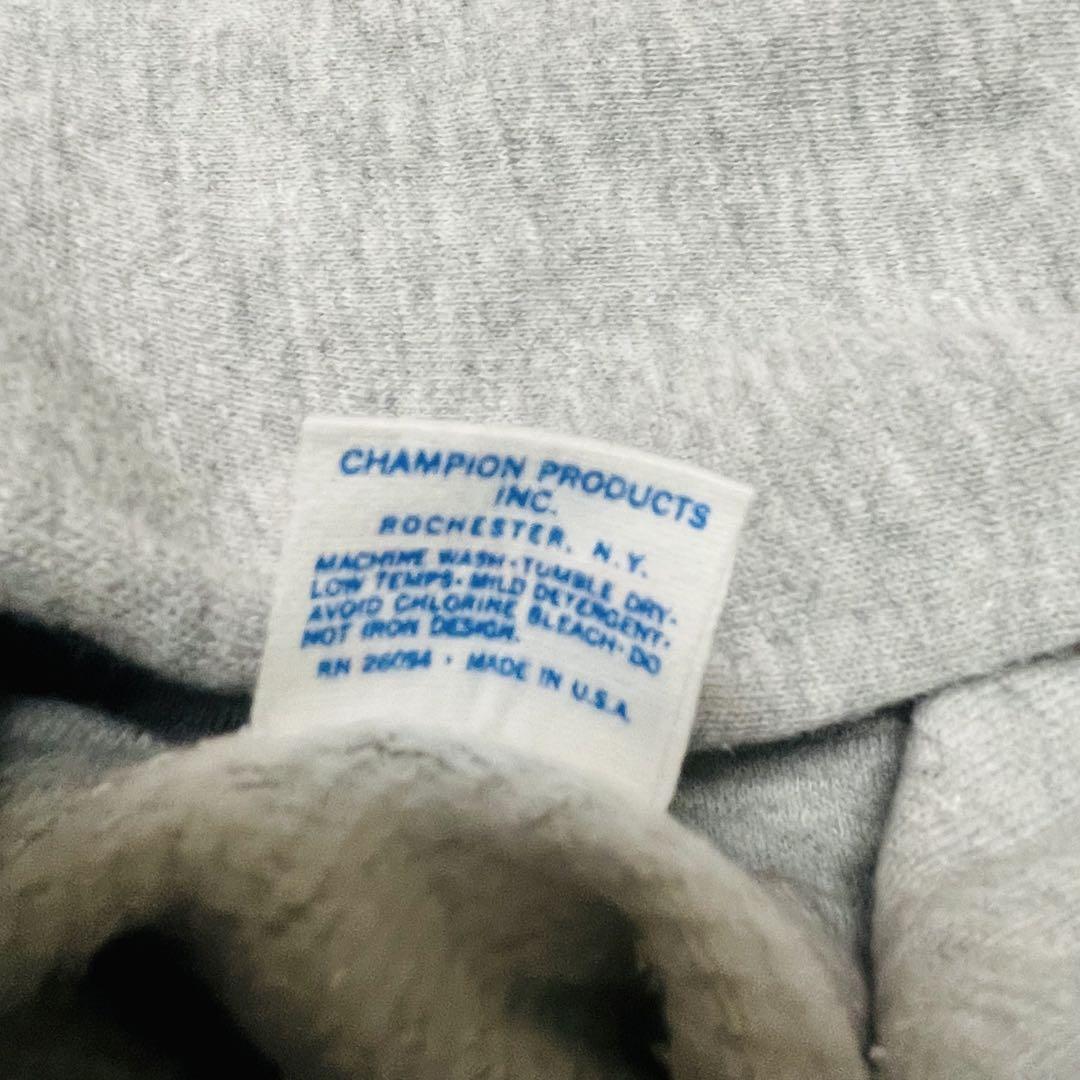 CHAMPION PRODUCTS
INC.
ROCHESTER, N.Y.
MACHINE WASH · TUMBLE DRY ·
LOW TEMPS · MILD DETERGENT ·
AVOID CHLORINE BLEACH · DO
NOT IRON DESIGN.
RN 26094 · MADE IN U.S.A.